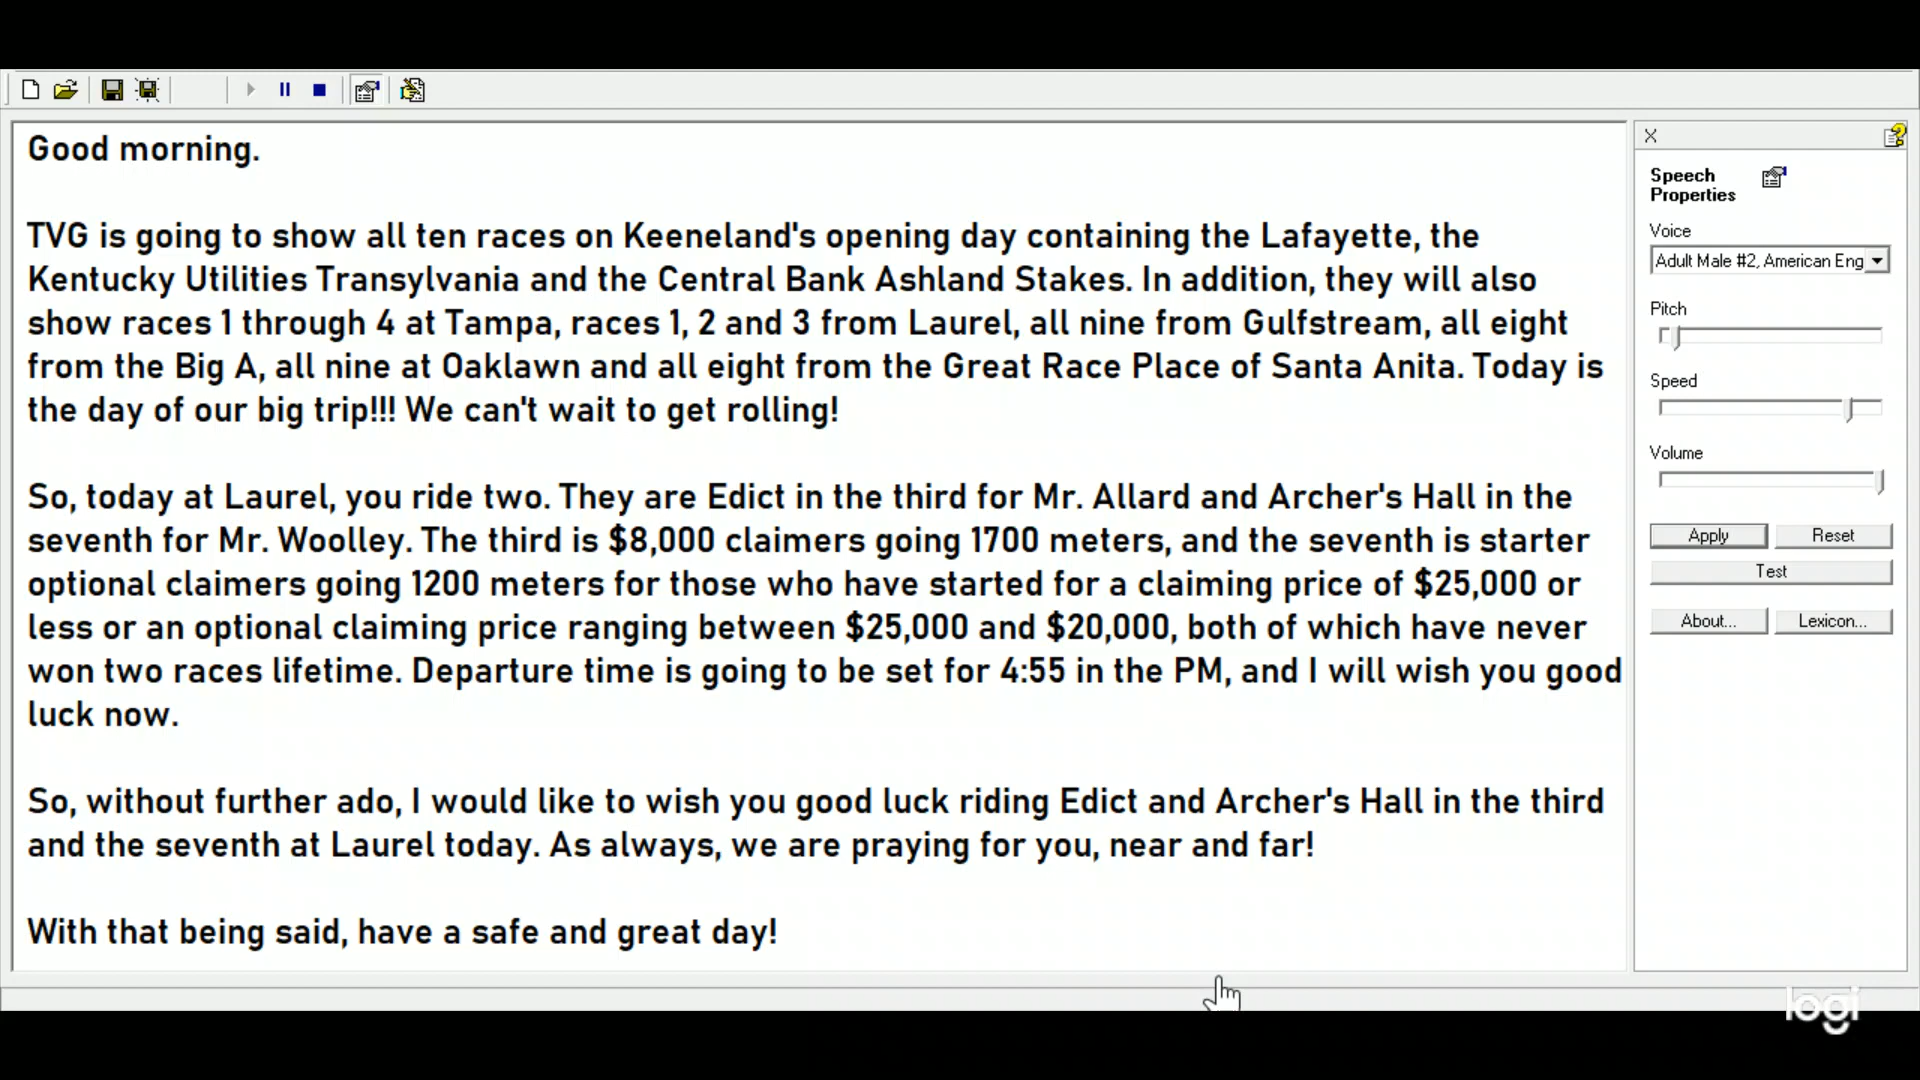 Good morning.
TVG is going to show all ten races on Keeneland's opening day containing the Lafayette, the
Kentucky Utilities Transylvania and the Central Bank Ashland Stakes. In addition, they will also
show races 1 through 4 at Tampa, races 1, 2 and 3 from Laurel, all nine from Gulfstream, all eight
from the Big A, all nine at Oaklawn and all eight from the Great Race Place of Santa Anita. Today is
the day of our big trip!!! We can't wait to get rolling!
So, today at Laurel, you ride two. They are Edict in the third for Mr. Allard and Archer's Hall in the
seventh for Mr. Woolley. The third is $8,000 claimers going 1700 meters, and the seventh is starter
optional claimers going 1200 meters for those who have started for a claiming price of $25,000 or
less or an optional claiming price ranging between $25,000 and $20,000, both of which have never
won two races lifetime. Departure time is going to be set for 4:55 in the PM, and I will wish you good
luck now.
So, without further ado, I would like to wish you good luck riding Edict and Archer's Hall in the third
and the seventh at Laurel today. As always, we are praying for you, near and far!
With that being said, have a safe and great day!
Speech
Properties
Voice
Adult Male #2, American Eng
Pitch
Speed
Volume
Apply
Reset
Test
About...
Lexicon...
logi